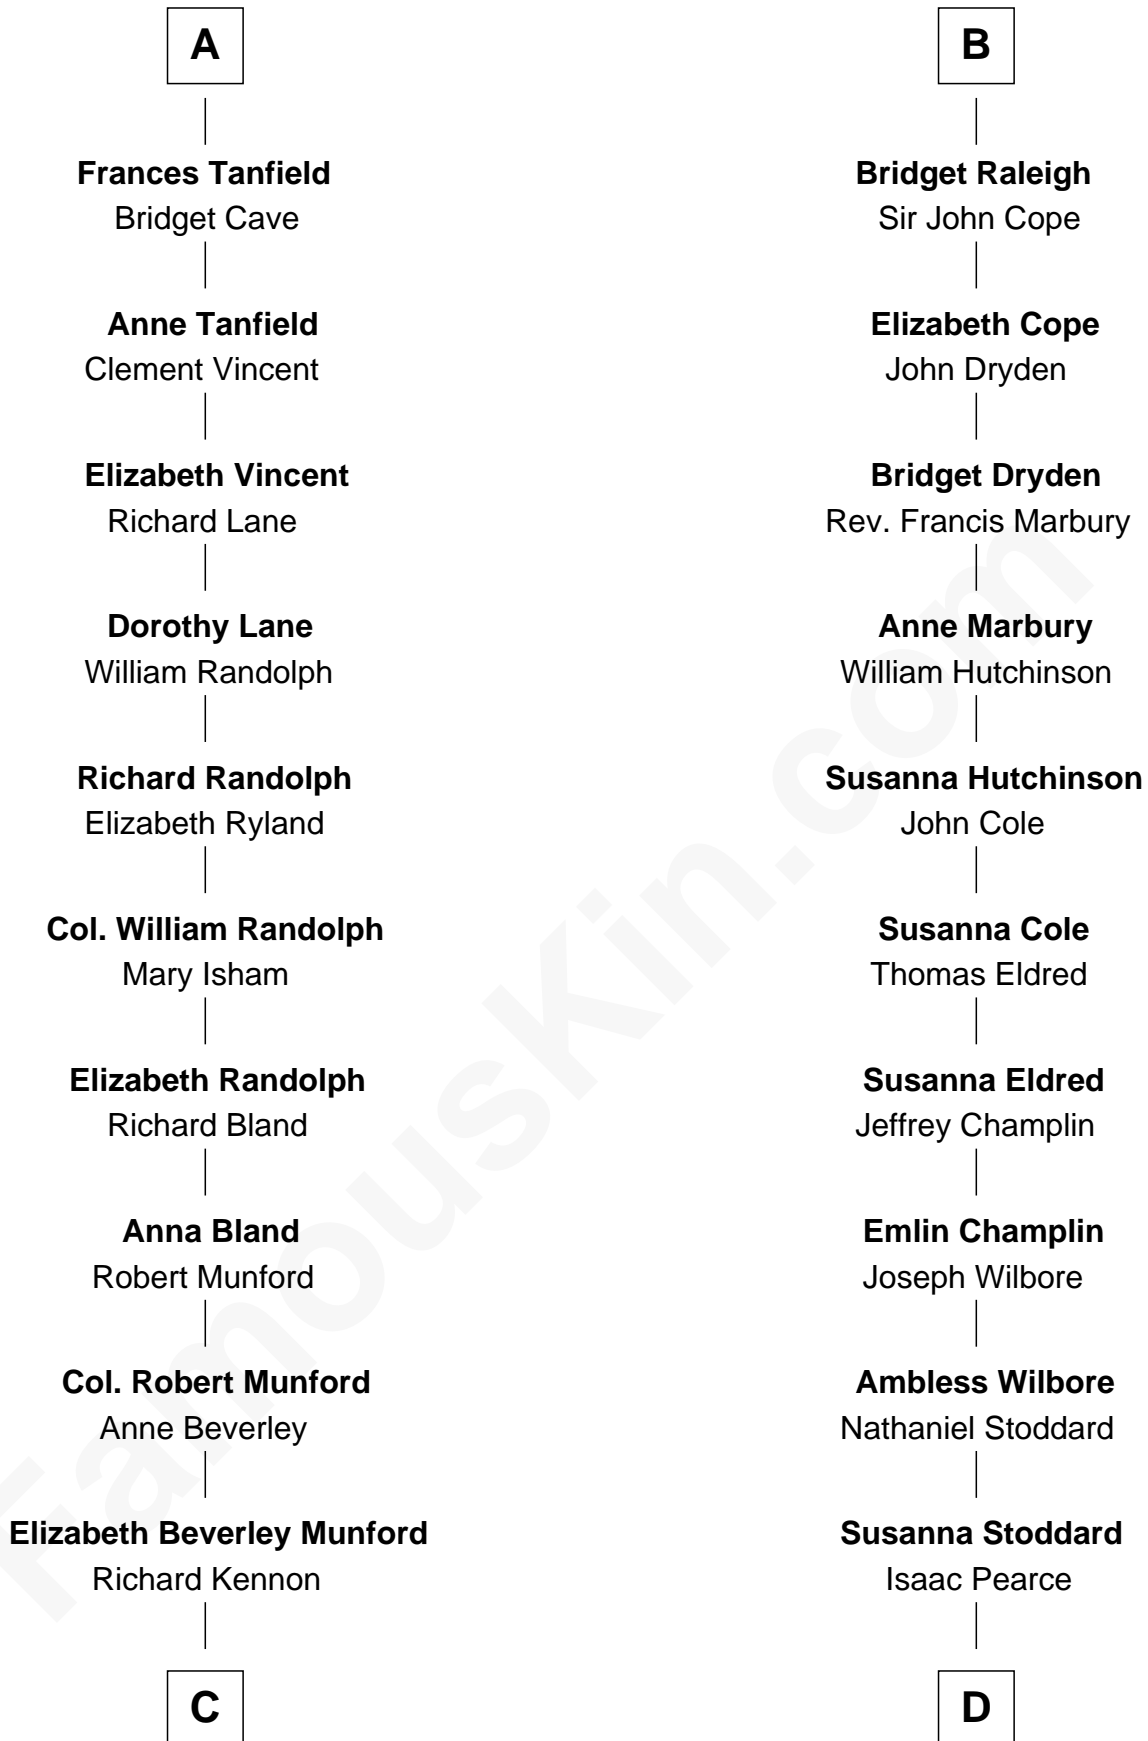 A
Frances Tanfield
Bridget Cave
Anne Tanfield
Clement Vincent
Elizabeth Vincent
Richard Lane
Dorothy Lane
William Randolph
Richard Randolph
Elizabeth Ryland
Col. William Randolph
Mary Isham
Elizabeth Randolph
Richard Bland
Anna Bland
Robert Munford
Col. Robert Munford
Anne Beverley
Elizabeth Beverley Munford
Richard Kennon
C
B
Bridget Raleigh
Sir John Cope
Elizabeth Cope
John Dryden
Bridget Dryden
Rev. Francis Marbury
Anne Marbury
William Hutchinson
Susanna Hutchinson
John Cole
Susanna Cole
Thomas Eldred
Susanna Eldred
Jeffrey Champlin
Emlin Champlin
Joseph Wilbore
Ambless Wilbore
Nathaniel Stoddard
Susanna Stoddard
Isaac Pearce
D
FamousKin.com